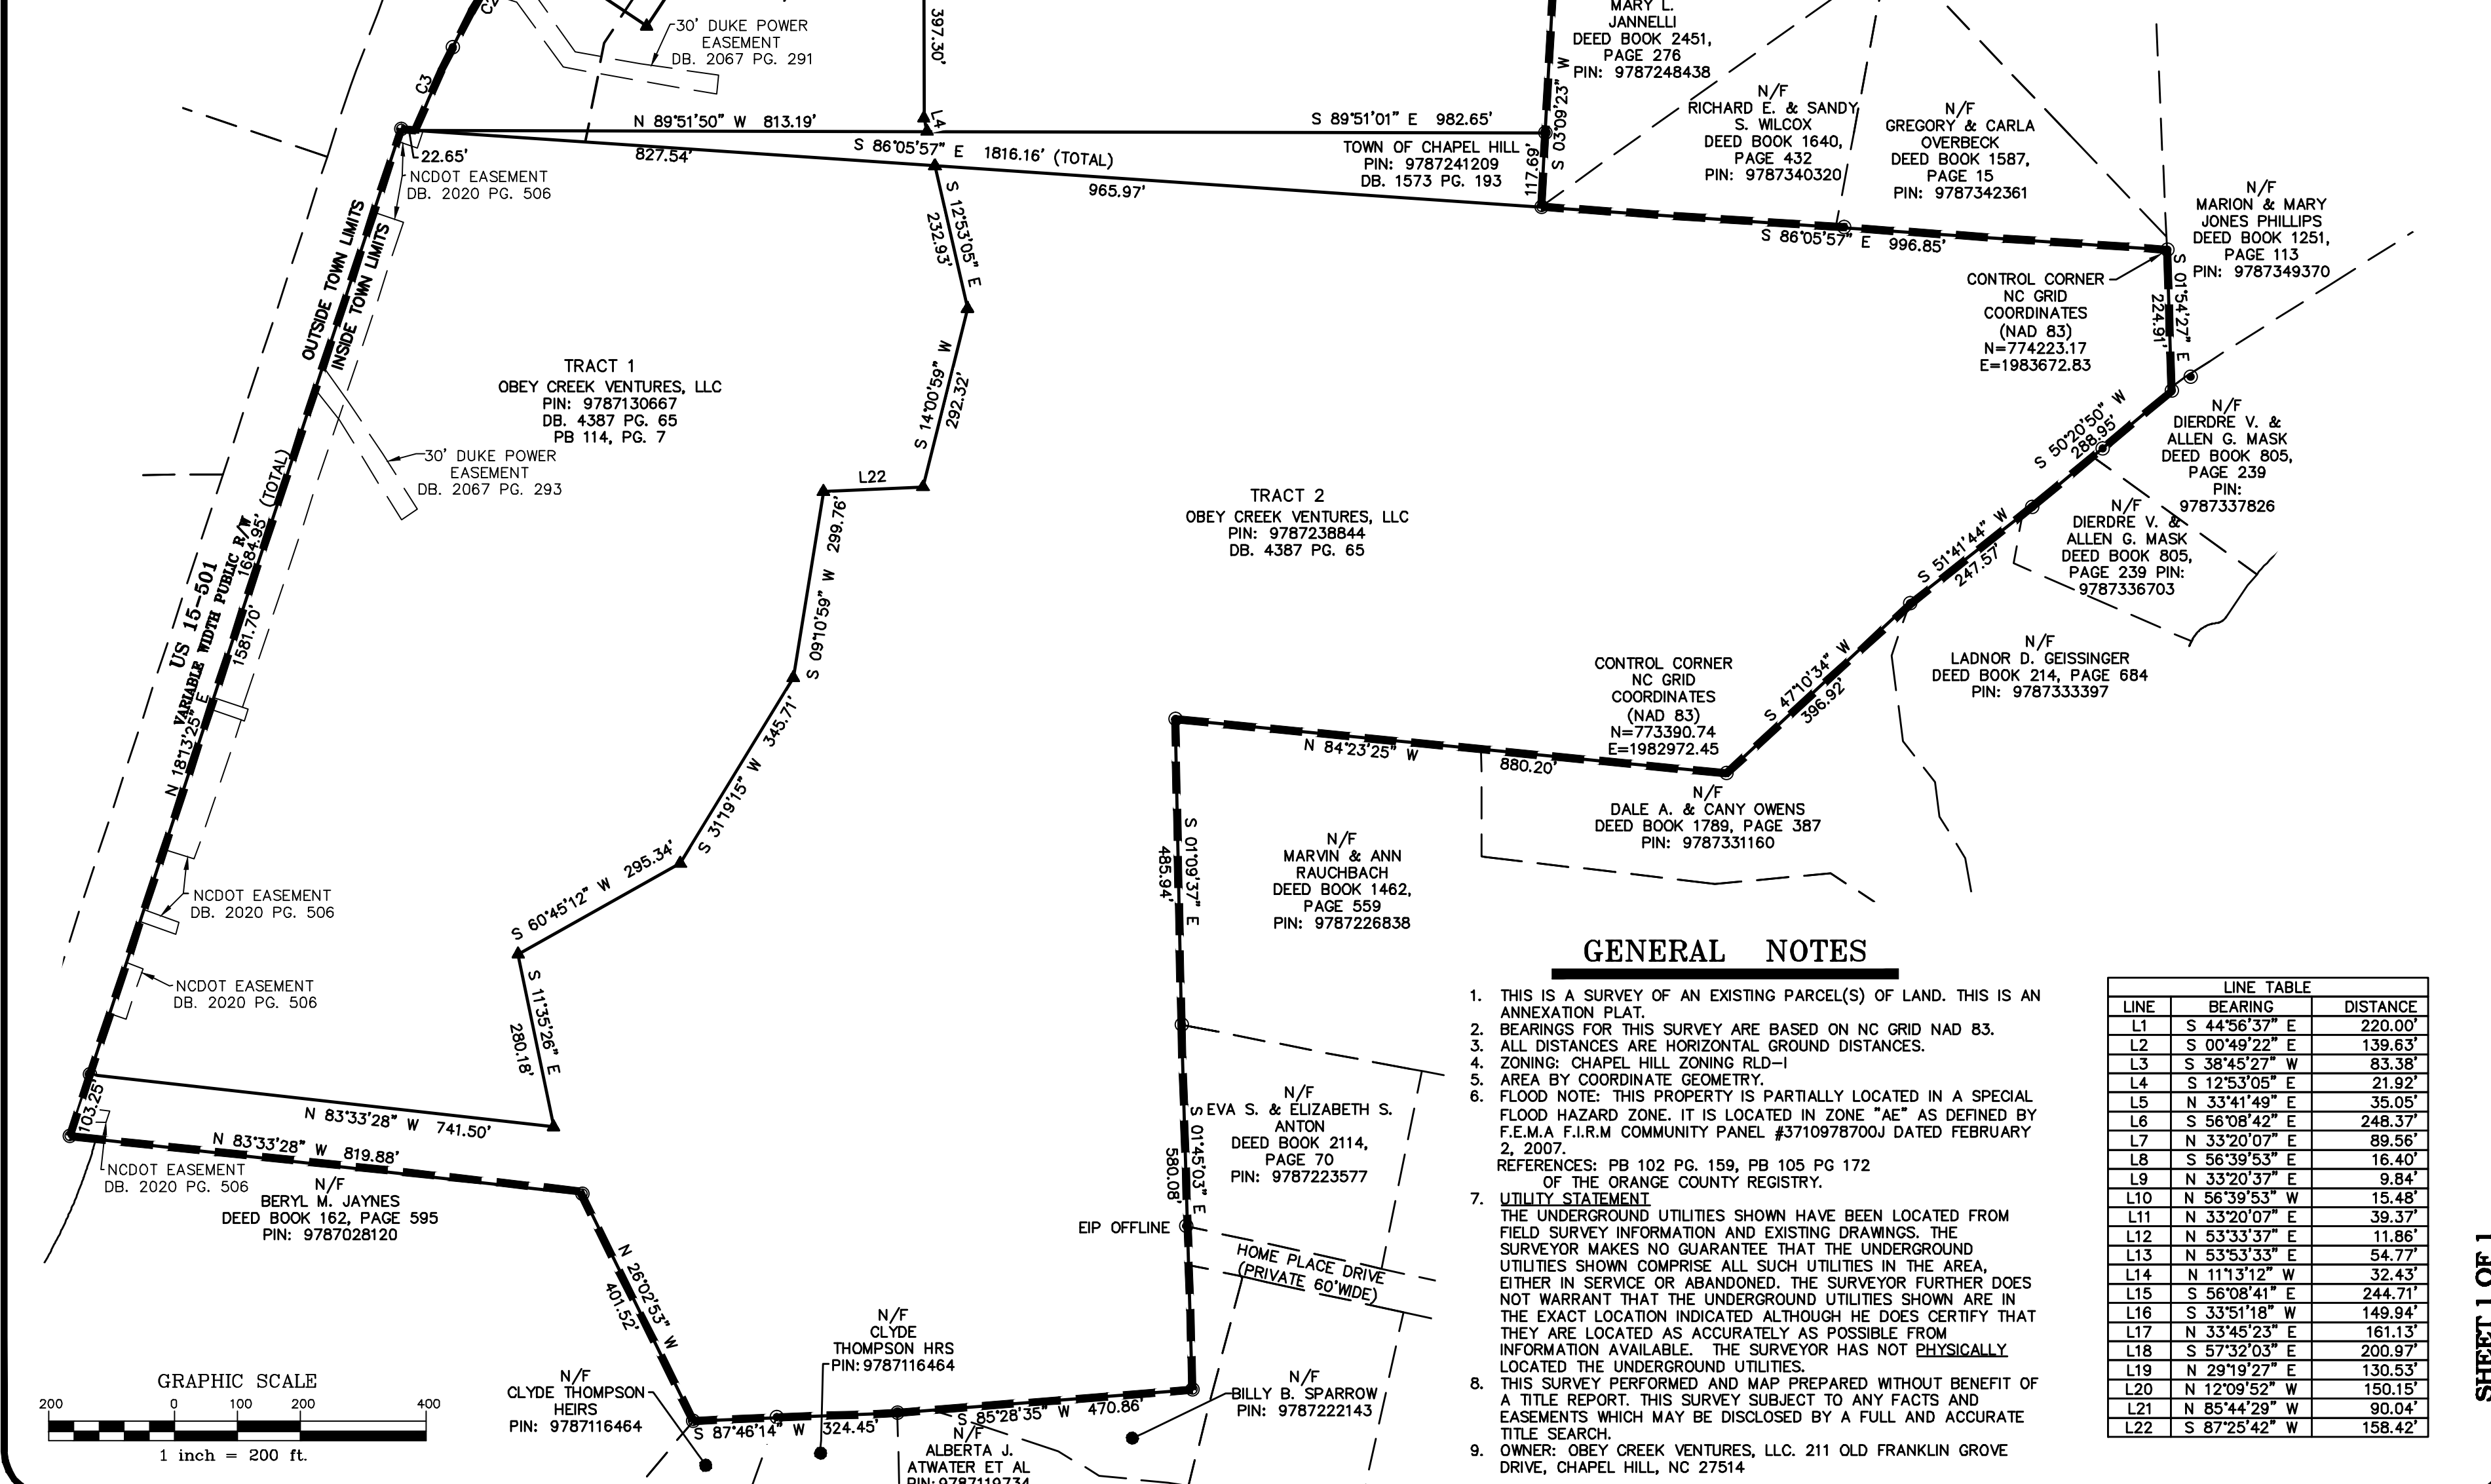 C3
30' DUKE POWER
EASEMENT
DB. 2067 PG. 291
397.30'
L4
MARY L.
JANNELLI
DEED BOOK 2451,
PAGE 276
PIN: 9787248438
N/F
RICHARD E. & SANDY
S. WILCOX
DEED BOOK 1640,
PAGE 432
PIN: 9787340320
N/F
GREGORY & CARLA
OVERBECK
DEED BOOK 1587,
PAGE 15
PIN: 9787342361
N/F
MARION & MARY
JONES PHILLIPS
DEED BOOK 1251,
PAGE 113
PIN: 9787349370
N 89°51'50" W 813.19'
S 89°51'01" E 982.65'
S 03°09'23" W
117.69'
S 86°05'57" E 1816.16' (TOTAL)
827.54'
965.97'
TOWN OF CHAPEL HILL
PIN: 9787241209
DB. 1573 PG. 193
22.65'
NCDOT EASEMENT
DB. 2020 PG. 506
S 86°05'57" E 996.85'
CONTROL CORNER
NC GRID
COORDINATES
(NAD 83)
N=774223.17
E=1983672.83
S 01°54'27" E
224.91'
S 12°53'05" E
232.93'
OUTSIDE TOWN LIMITS
INSIDE TOWN LIMITS
TRACT 1
OBEY CREEK VENTURES, LLC
PIN: 9787130667
DB. 4387 PG. 65
PB 114, PG. 7
S 14°00'59" W
292.32'
30' DUKE POWER
EASEMENT
DB. 2067 PG. 293
L22
S 09°10'59" W 299.76'
TRACT 2
OBEY CREEK VENTURES, LLC
PIN: 9787238844
DB. 4387 PG. 65
S 50°20'50" W
288.95'
N/F
DIERDRE V. &
ALLEN G. MASK
DEED BOOK 805,
PAGE 239
PIN:
9787337826
N/F
DIERDRE V. &
ALLEN G. MASK
DEED BOOK 805,
PAGE 239 PIN:
9787336703
S 51°41'44" W
247.57'
US 15-501
VARIABLE WIDTH PUBLIC R/W
1684.95' (TOTAL)
1581.70'
N 18°13'25" E
N/F
LADNOR D. GEISSINGER
DEED BOOK 214, PAGE 684
PIN: 9787333397
S 47°10'34" W
396.92'
CONTROL CORNER
NC GRID
COORDINATES
(NAD 83)
N=773390.74
E=1982972.45
N 84°23'25" W 880.20'
S 31°19'15" W 345.71'
N/F
DALE A. & CANY OWENS
DEED BOOK 1789, PAGE 387
PIN: 9787331160
S 01°09'37" E
485.94'
N/F
MARVIN & ANN
RAUCHBACH
DEED BOOK 1462,
PAGE 559
PIN: 9787226838
S 60°45'12" W 295.34'
NCDOT EASEMENT
DB. 2020 PG. 506
NCDOT EASEMENT
DB. 2020 PG. 506
S 11°35'26" E
280.18'
103.25'
N 83°33'28" W 741.50'
N 83°33'28" W 819.88'
NCDOT EASEMENT
DB. 2020 PG. 506
N/F
BERYL M. JAYNES
DEED BOOK 162, PAGE 595
PIN: 9787028120
N/F
EVA S. & ELIZABETH S.
ANTON
DEED BOOK 2114,
PAGE 70
PIN: 9787223577
S 01°45'03" E
580.08'
EIP OFFLINE
HOME PLACE DRIVE
(PRIVATE 60'WIDE)
N 26°02'53" W
401.52'
N/F
CLYDE
THOMPSON HRS
PIN:9787116464
N/F
CLYDE THOMPSON
HEIRS
PIN: 9787116464
N/F
BILLY B. SPARROW
PIN: 9787222143
S 87°46'14" W 324.45'
S 85°28'35" W 470.86'
N/F
ALBERTA J.
ATWATER ET AL
PIN:9787119734
GRAPHIC SCALE
200 0 100 200 400
1 inch = 200 ft.
GENERAL NOTES
1. THIS IS A SURVEY OF AN EXISTING PARCEL(S) OF LAND. THIS IS AN
ANNEXATION PLAT.
2. BEARINGS FOR THIS SURVEY ARE BASED ON NC GRID NAD 83.
3. ALL DISTANCES ARE HORIZONTAL GROUND DISTANCES.
4. ZONING: CHAPEL HILL ZONING RLD-1
5. AREA BY COORDINATE GEOMETRY.
6. FLOOD NOTE: THIS PROPERTY IS PARTIALLY LOCATED IN A SPECIAL
FLOOD HAZARD ZONE. IT IS LOCATED IN ZONE "AE" AS DEFINED BY
F.E.M.A F.I.R.M COMMUNITY PANEL #3710978700J DATED FEBRUARY
2, 2007.
REFERENCES: PB 102 PG. 159, PB 105 PG 172
OF THE ORANGE COUNTY REGISTRY.
7. UTILITY STATEMENT
THE UNDERGROUND UTILITIES SHOWN HAVE BEEN LOCATED FROM
FIELD SURVEY INFORMATION AND EXISTING DRAWINGS. THE
SURVEYOR MAKES NO GUARANTEE THAT THE UNDERGROUND
UTILITIES SHOWN COMPRISE ALL SUCH UTILITIES IN THE AREA,
EITHER IN SERVICE OR ABANDONED. THE SURVEYOR FURTHER DOES
NOT WARRANT THAT THE UNDERGROUND UTILITIES SHOWN ARE IN
THE EXACT LOCATION INDICATED ALTHOUGH HE DOES CERTIFY THAT
THEY ARE LOCATED AS ACCURATELY AS POSSIBLE FROM
INFORMATION AVAILABLE. THE SURVEYOR HAS NOT PHYSICALLY
LOCATED THE UNDERGROUND UTILITIES.
8. THIS SURVEY PERFORMED AND MAP PREPARED WITHOUT BENEFIT OF
A TITLE REPORT. THIS SURVEY SUBJECT TO ANY FACTS AND
EASEMENTS WHICH MAY BE DISCLOSED BY A FULL AND ACCURATE
TITLE SEARCH.
9. OWNER: OBEY CREEK VENTURES, LLC. 211 OLD FRANKLIN GROVE
DRIVE, CHAPEL HILL, NC 27514
LINE TABLE
LINE BEARING DISTANCE
L1 S 44°56'37" E 220.00'
L2 S 00°49'22" E 139.63'
L3 S 38°45'27" W 83.38'
L4 S 12°53'05" E 21.92'
L5 N 33°41'49" E 35.05'
L6 S 56°08'42" E 248.37'
L7 N 33°20'07" E 89.56'
L8 S 56°39'53" E 16.40'
L9 N 33°20'37" E 9.84'
L10 N 56°39'53" W 15.48'
L11 N 33°20'07" E 39.37'
L12 N 53°33'37" E 11.86'
L13 N 53°53'33" E 54.77'
L14 N 11°13'12" W 32.43'
L15 S 56°08'41" E 244.71'
L16 S 33°51'18" W 149.94'
L17 N 33°45'23" E 161.13'
L18 S 57°32'03" E 200.97'
L19 N 29°19'27" E 130.53'
L20 N 12°09'52" W 150.15'
L21 N 85°44'29" W 90.04'
L22 S 87°25'42" W 158.42'
SHEET 1 OF 1